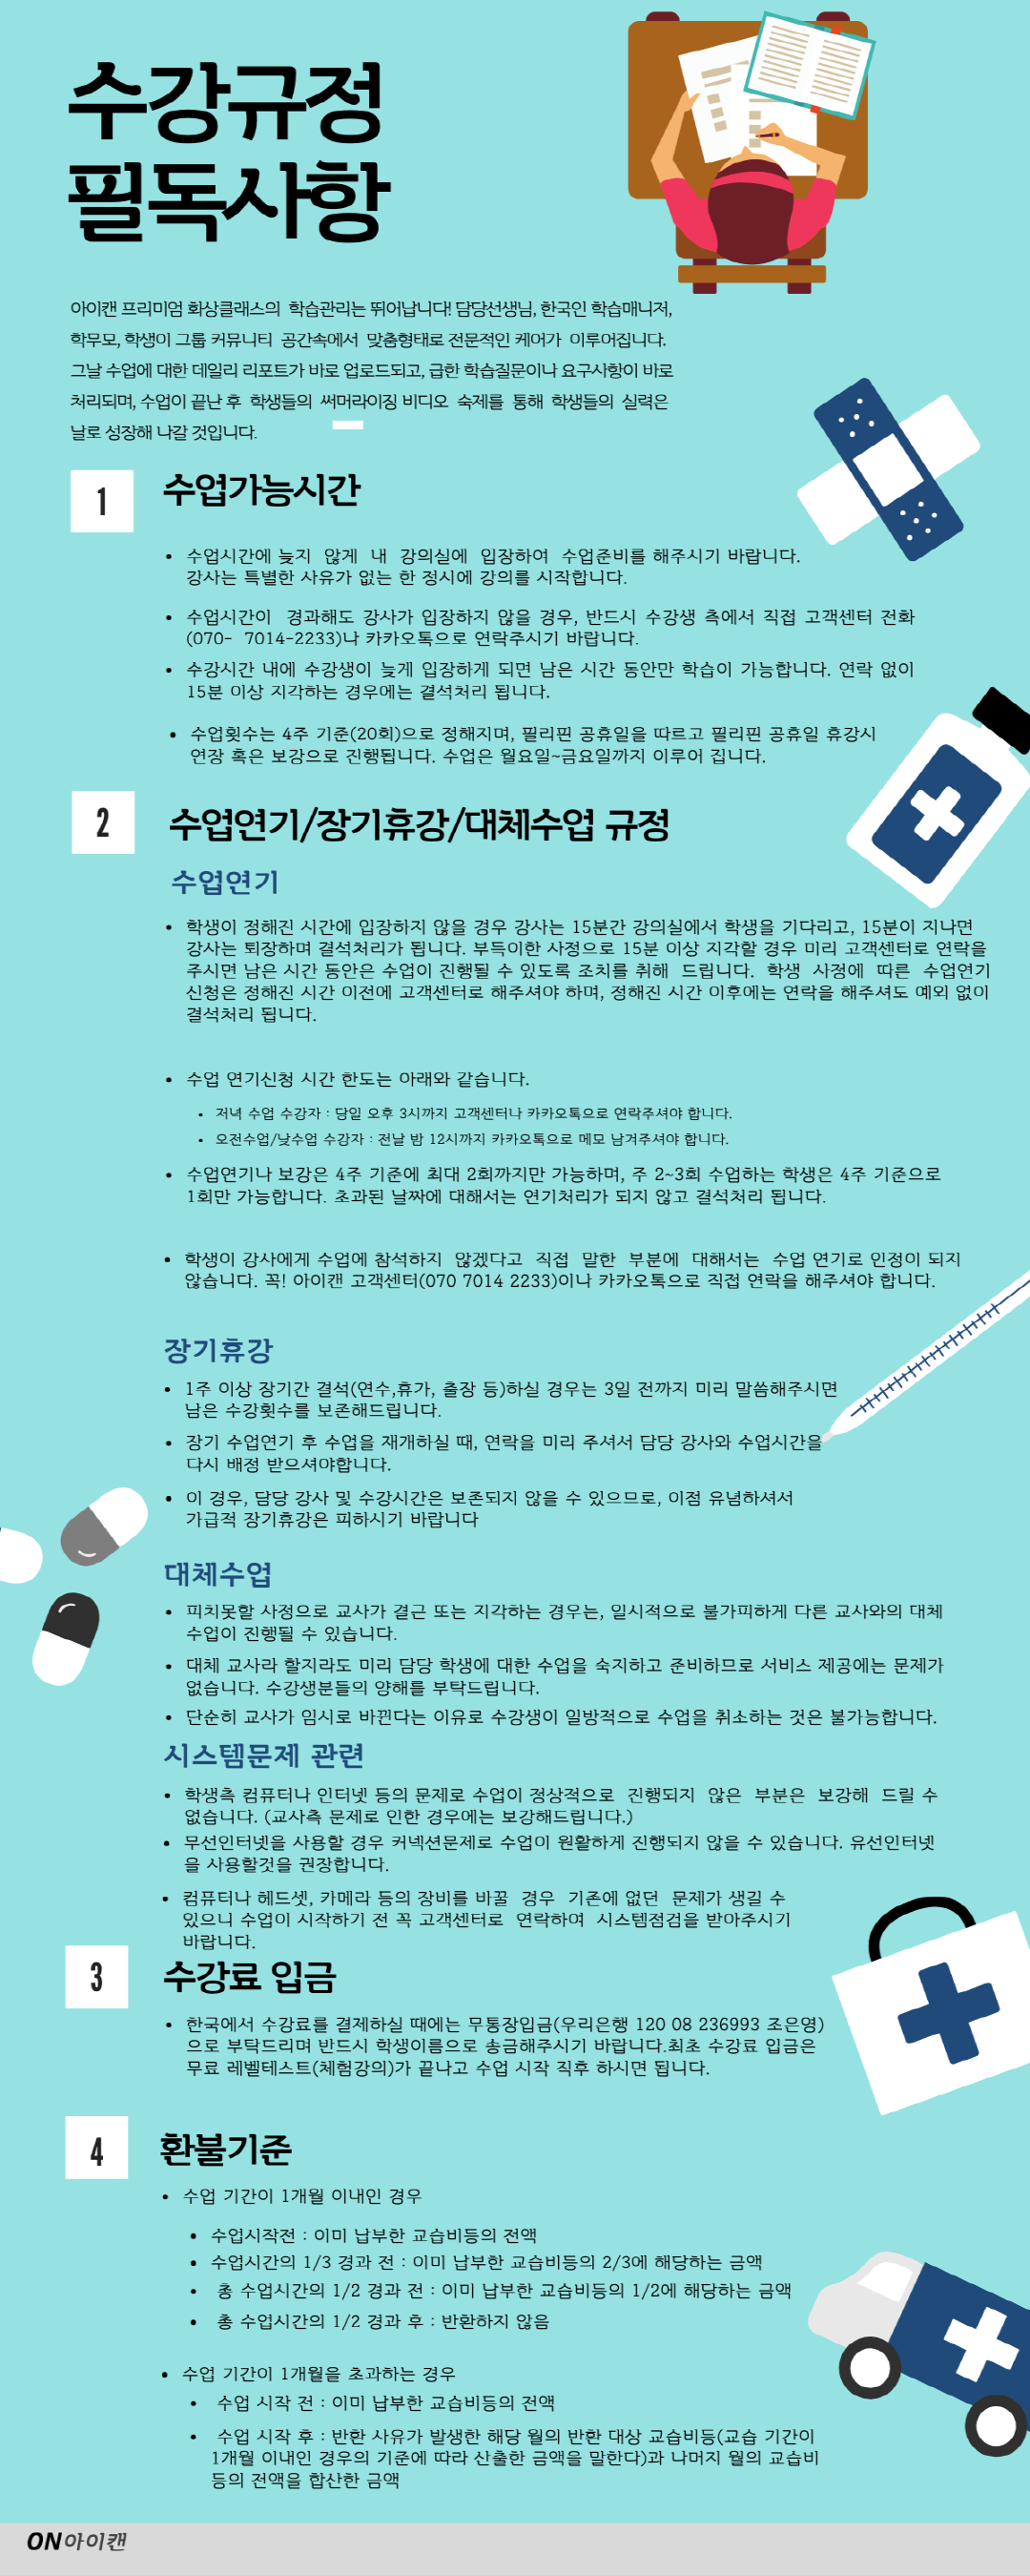 수강규정
필독사항
아이캔 프리미엄 화상클래스의 학습관리는 뛰어납니다! 담당선생님, 한국인 학습매니저,
학무모, 학생이 그룹 커뮤니티 공간속에서 맞춤형태로 전문적인 케어가 이루어집니다.
그날 수업에 대한 데일리 리포트가 바로 업로드되고, 급한 학습질문이나 요구사항이 바로
처리되며, 수업이 끝난 후 학생들의 써머라이징 비디오 숙제를 통해 학생들의 실력은
날로 성장해 나갈 것입니다.
1
수업가능시간
• 수업시간에 늦지 않게 내 강의실에 입장하여 수업준비를 해주시기 바랍니다.
강사는 특별한 사유가 없는 한 정시에 강의를 시작합니다.
• 수업시간이 경과해도 강사가 입장하지 않을 경우, 반드시 수강생 측에서 직접 고객센터 전화
(070- 7014-2233)나 카카오톡으로 연락주시기 바랍니다.
• 수강시간 내에 수강생이 늦게 입장하게 되면 남은 시간 동안만 학습이 가능합니다. 연락 없이
15분 이상 지각하는 경우에는 결석처리 됩니다.
• 수업횟수는 4주 기준(20회)으로 정해지며, 필리핀 공휴일을 따르고 필리핀 공휴일 휴강시
연장 혹은 보강으로 진행됩니다. 수업은 월요일~금요일까지 이루어 집니다.
2
수업연기/장기휴강/대체수업 규정
수업연기
• 학생이 정해진 시간에 입장하지 않을 경우 강사는 15분간 강의실에서 학생을 기다리고, 15분이 지나면
강사는 퇴장하며 결석처리가 됩니다. 부득이한 사정으로 15분 이상 지각할 경우 미리 고객센터로 연락을
주시면 남은 시간 동안은 수업이 진행될 수 있도록 조치를 취해 드립니다. 학생 사정에 따른 수업연기
신청은 정해진 시간 이전에 고객센터로 해주셔야 하며, 정해진 시간 이후에는 연락을 해주셔도 예외 없이
결석처리 됩니다.
• 수업 연기신청 시간 한도는 아래와 같습니다.
• 저녁 수업 수강자 : 당일 오후 3시까지 고객센터나 카카오톡으로 연락주셔야 합니다.
• 오전수업/낮수업 수강자 : 전날 밤 12시까지 카카오톡으로 메모 남겨주셔야 합니다.
• 수업연기나 보강은 4주 기준에 최대 2회까지만 가능하며, 주 2~3회 수업하는 학생은 4주 기준으로
1회만 가능합니다. 초과된 날짜에 대해서는 연기처리가 되지 않고 결석처리 됩니다.
• 학생이 강사에게 수업에 참석하지 않겠다고 직접 말한 부분에 대해서는 수업 연기로 인정이 되지
않습니다. 꼭! 아이캔 고객센터(070 7014 2233)이나 카카오톡으로 직접 연락을 해주셔야 합니다.
장기휴강
• 1주 이상 장기간 결석(연수,휴가, 출장 등)하실 경우는 3일 전까지 미리 말씀해주시면
남은 수강횟수를 보존해드립니다.
• 장기 수업연기 후 수업을 재개하실 때, 연락을 미리 주셔서 담당 강사와 수업시간을
다시 배정 받으셔야합니다.
• 이 경우, 담당 강사 및 수강시간은 보존되지 않을 수 있으므로, 이점 유념하셔서
가급적 장기휴강은 피하시기 바랍니다
대체수업
• 피치못할 사정으로 교사가 결근 또는 지각하는 경우는, 일시적으로 불가피하게 다른 교사와의 대체
수업이 진행될 수 있습니다.
• 대체 교사라 할지라도 미리 담당 학생에 대한 수업을 숙지하고 준비하므로 서비스 제공에는 문제가
없습니다. 수강생분들의 양해를 부탁드립니다.
• 단순히 교사가 임시로 바뀐다는 이유로 수강생이 일방적으로 수업을 취소하는 것은 불가능합니다.
시스템문제 관련
• 학생측 컴퓨터나 인터넷 등의 문제로 수업이 정상적으로 진행되지 않은 부분은 보강해 드릴 수
없습니다. (교사측 문제로 인한 경우에는 보강해드립니다.)
• 무선인터넷을 사용할 경우 커넥션문제로 수업이 원활하게 진행되지 않을 수 있습니다. 유선인터넷
을 사용할것을 권장합니다.
• 컴퓨터나 헤드셋, 카메라 등의 장비를 바꿀 경우 기존에 없던 문제가 생길 수
있으니 수업이 시작하기 전 꼭 고객센터로 연락하여 시스템점검을 받아주시기
바랍니다.
3
수강료 입금
• 한국에서 수강료를 결제하실 때에는 무통장입금(우리은행 120 08 236993 조은영)
으로 부탁드리며 반드시 학생이름으로 송금해주시기 바랍니다.최초 수강료 입금은
무료 레벨테스트(체험강의)가 끝나고 수업 시작 직후 하시면 됩니다.
4
환불기준
• 수업 기간이 1개월 이내인 경우
• 수업시작전 : 이미 납부한 교습비등의 전액
• 수업시간의 1/3 경과 전 : 이미 납부한 교습비등의 2/3에 해당하는 금액
• 총 수업시간의 1/2 경과 전 : 이미 납부한 교습비등의 1/2에 해당하는 금액
• 총 수업시간의 1/2 경과 후 : 반환하지 않음
• 수업 기간이 1개월을 초과하는 경우
• 수업 시작 전 : 이미 납부한 교습비등의 전액
• 수업 시작 후 : 반환 사유가 발생한 해당 월의 반환 대상 교습비등(교습 기간이
1개월 이내인 경우의 기준에 따라 산출한 금액을 말한다)과 나머지 월의 교습비
등의 전액을 합산한 금액
ON아이캔